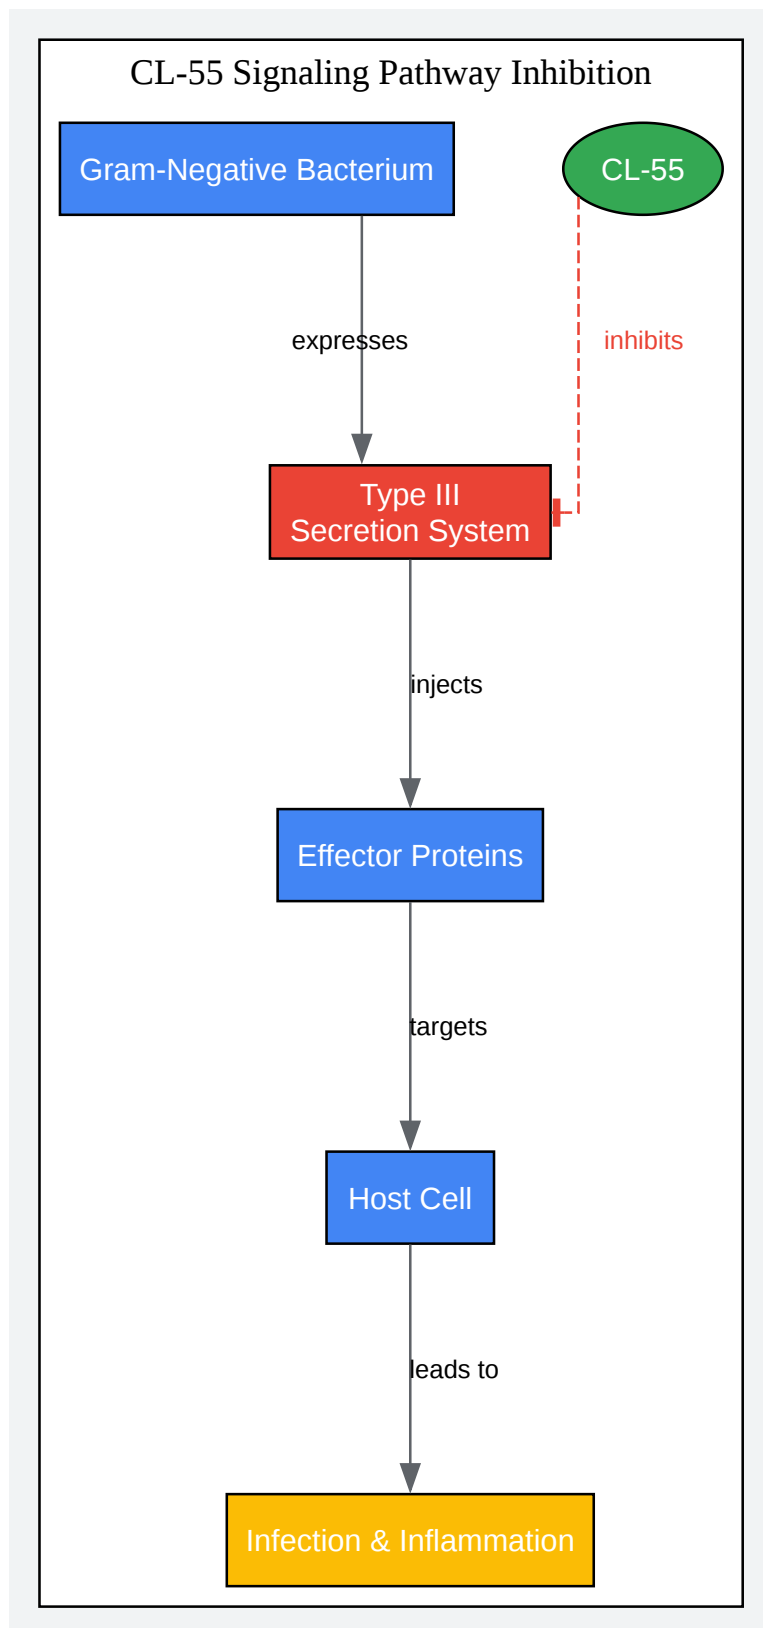 CL-55 Signaling Pathway Inhibition
Gram-Negative Bacterium
CL-55
expresses
inhibits
Type III
Secretion System
injects
Effector Proteins
targets
Host Cell
leads to
Infection & Inflammation